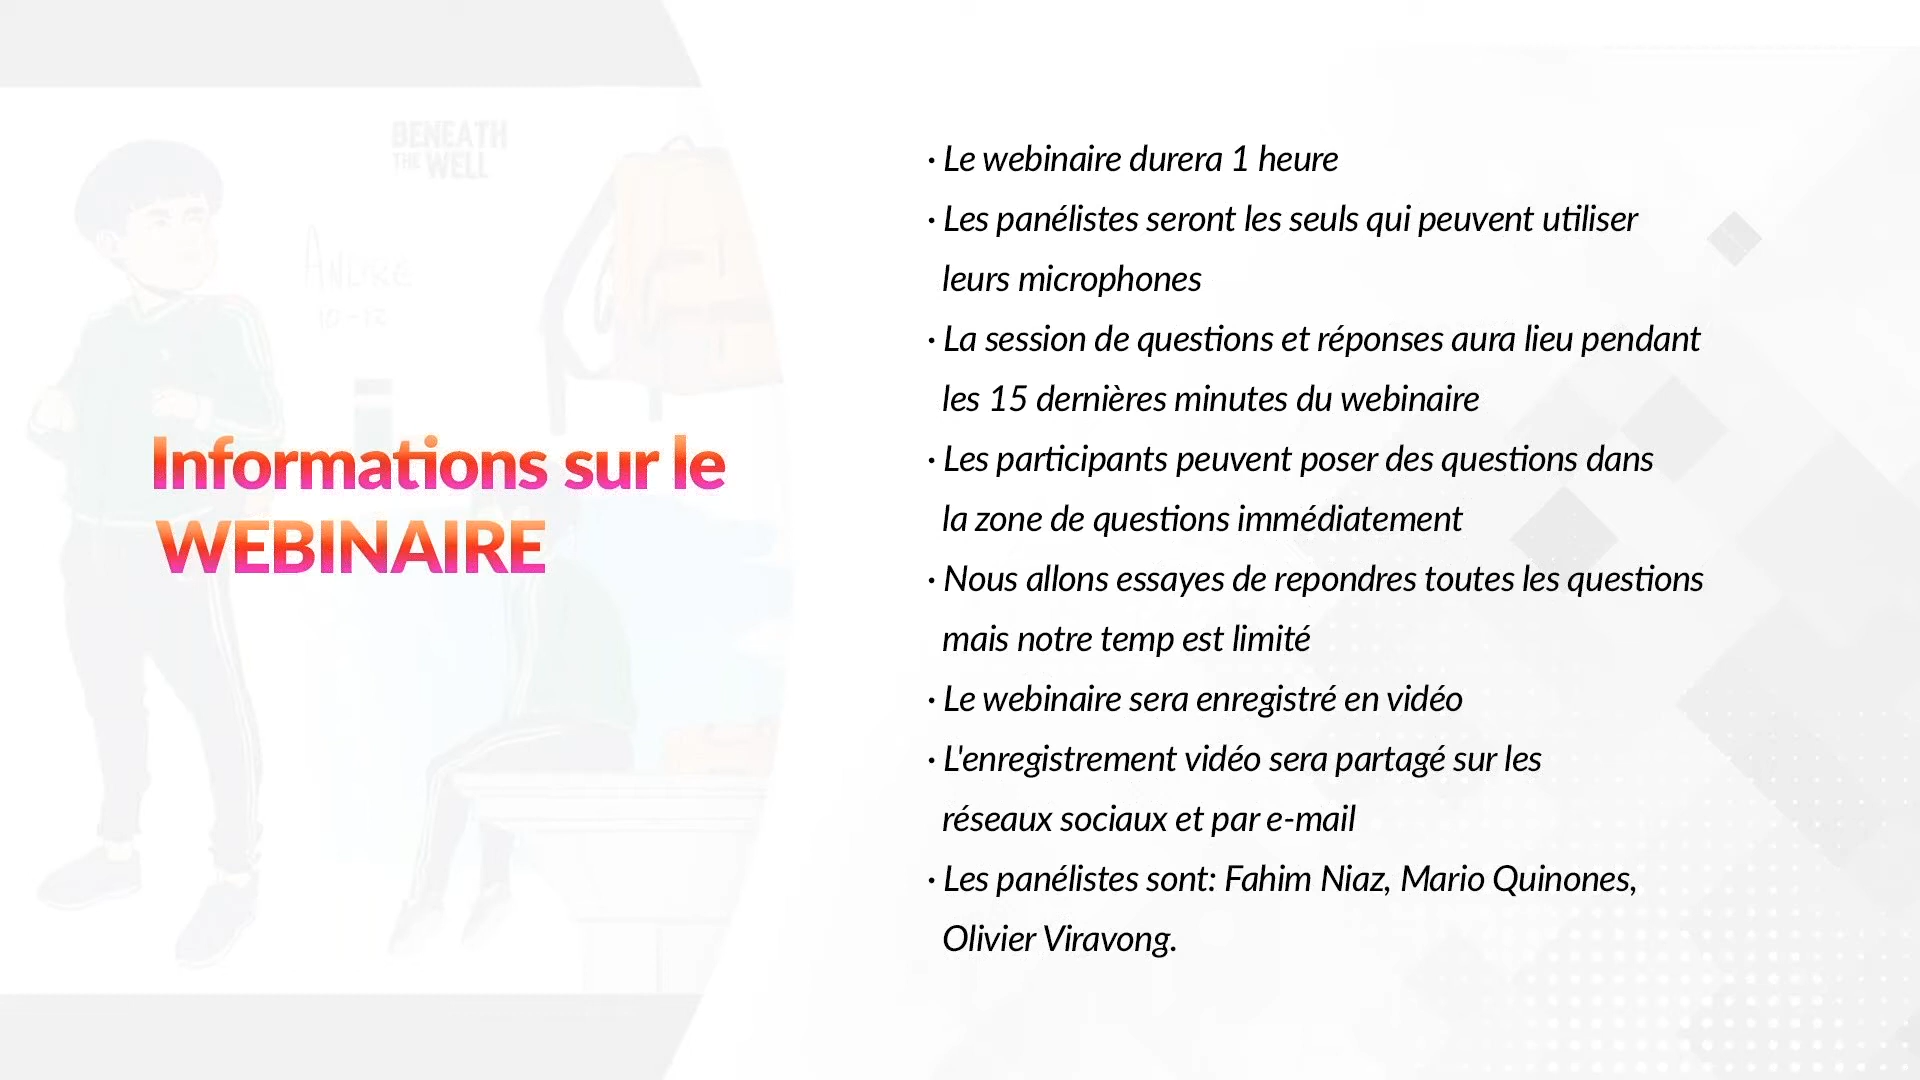 BENEATH
THE WELL
ANDRE
10-12
Informations sur le
WEBINAIRE
· Le webinaire durera 1 heure
· Les panélistes seront les seuls qui peuvent utiliser
leurs microphones
· La session de questions et réponses aura lieu pendant
les 15 dernières minutes du webinaire
· Les participants peuvent poser des questions dans
la zone de questions immédiatement
· Nous allons essayes de repondres toutes les questions
mais notre temp est limité
· Le webinaire sera enregistré en vidéo
· L'enregistrement vidéo sera partagé sur les
réseaux sociaux et par e-mail
· Les panélistes sont: Fahim Niaz, Mario Quinones,
Olivier Viravong.